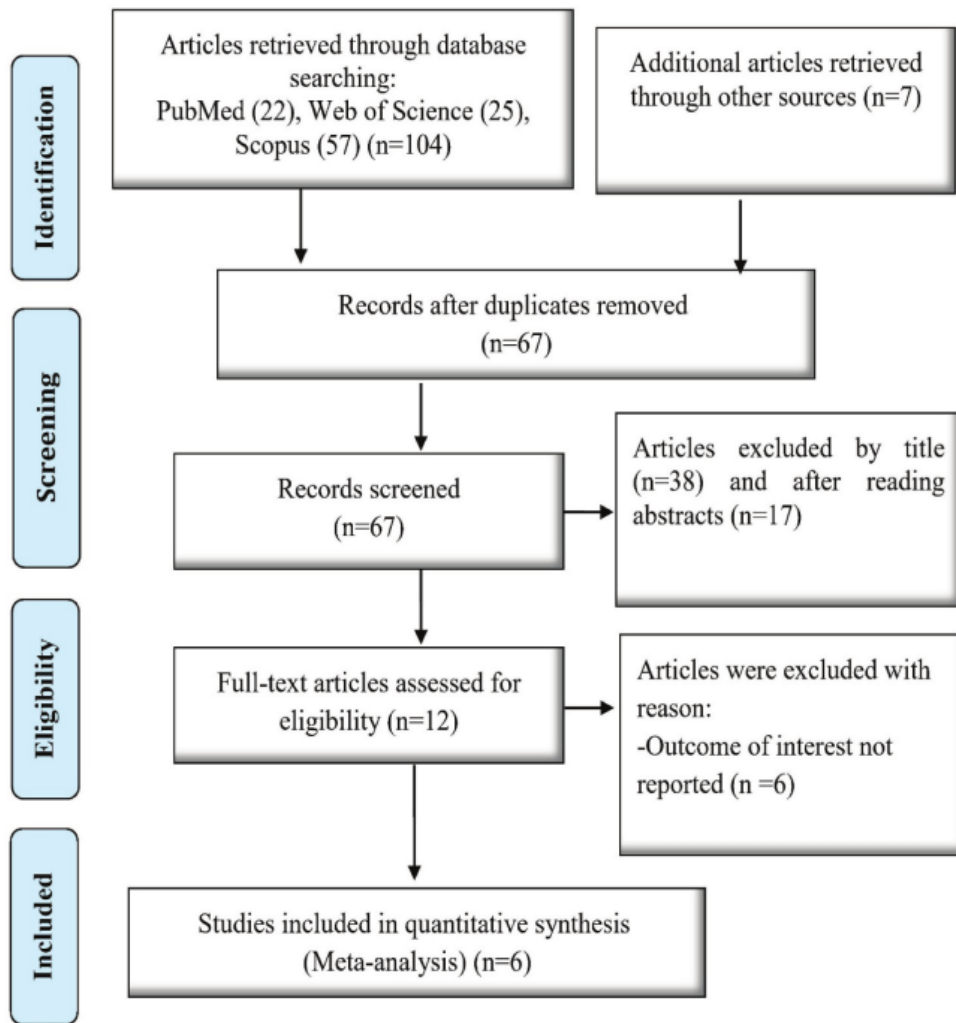 Identification
Articles retrieved through database
searching:
PubMed (22), Web of Science (25),
Scopus (57) (n=104)
Additional articles retrieved
through other sources (n=7)
Records after duplicates removed
(n=67)
Screening
Records screened
(n=67)
Articles excluded by title
(n=38) and after reading
abstracts (n=17)
Eligibility
Full-text articles assessed for
eligibility (n=12)
Articles were excluded with
reason:
-Outcome of interest not
reported (n =6)
Included
Studies included in quantitative synthesis
(Meta-analysis) (n=6)